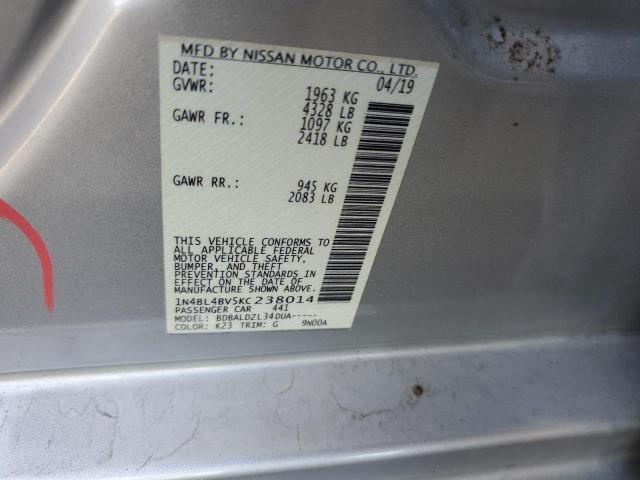 MFD BY NISSAN MOTOR CO., LTD.
DATE: 04/19
GVWR: 1963 KG
4328 LB
GAWR FR.: 1097 KG
2418 LB
GAWR RR.: 945 KG
2083 LB
THIS VEHICLE CONFORMS TO
ALL APPLICABLE FEDERAL
MOTOR VEHICLE SAFETY,
BUMPER, AND THEFT
PREVENTION STANDARDS IN
EFFECT ON THE DATE OF
MANUFACTURE SHOWN ABOVE.
1N4BL4BV5KC238014
PASSENGER CAR 441
MODEL: BDBALDZL34DUA-----
COLOR: K23 TRIM: G 9N00A